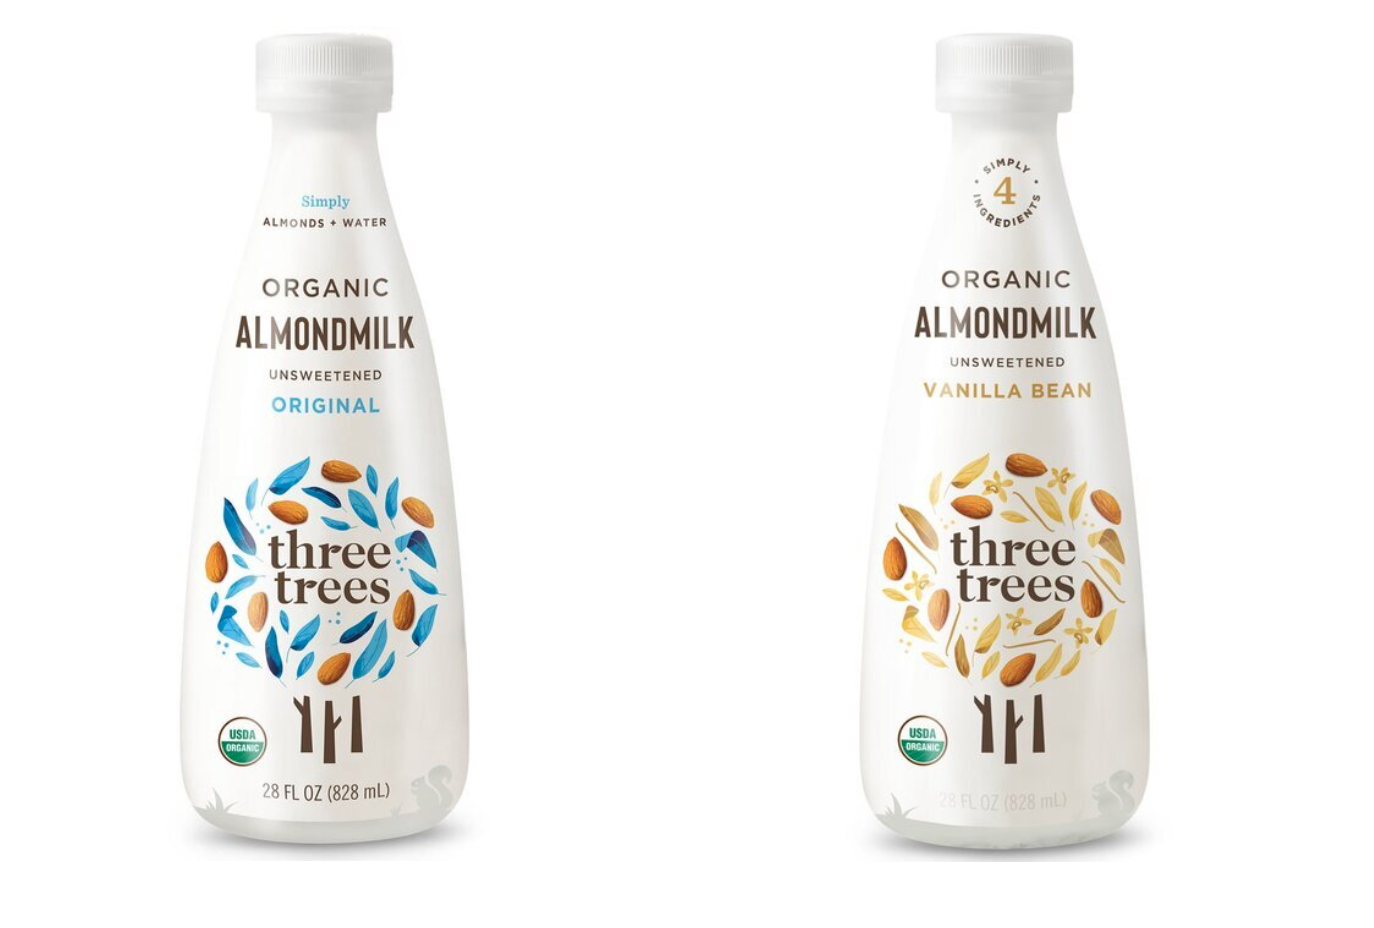 Simply
ALMONDS + WATER
ORGANIC
ALMONDMILK
UNSWEETENED
ORIGINAL
three
trees
USDA
ORGANIC
28 FL OZ (828 mL)
SIMPLY
4
INGREDIENTS
ORGANIC
ALMONDMILK
UNSWEETENED
VANILLA BEAN
three
trees
USDA
ORGANIC
28 FL OZ (828 mL)